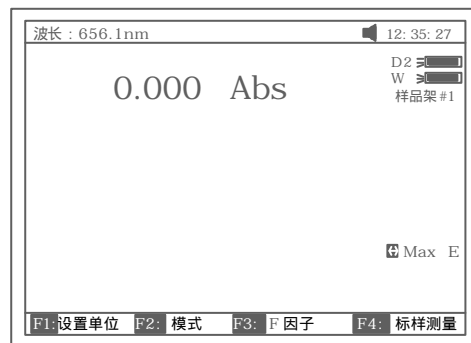 波长：656.1nm 12:35:27
D2
W
0.000 Abs
样品架#1
Max E
F1:设置单位 F2: 模式 F3: F因子 F4: 标样测量